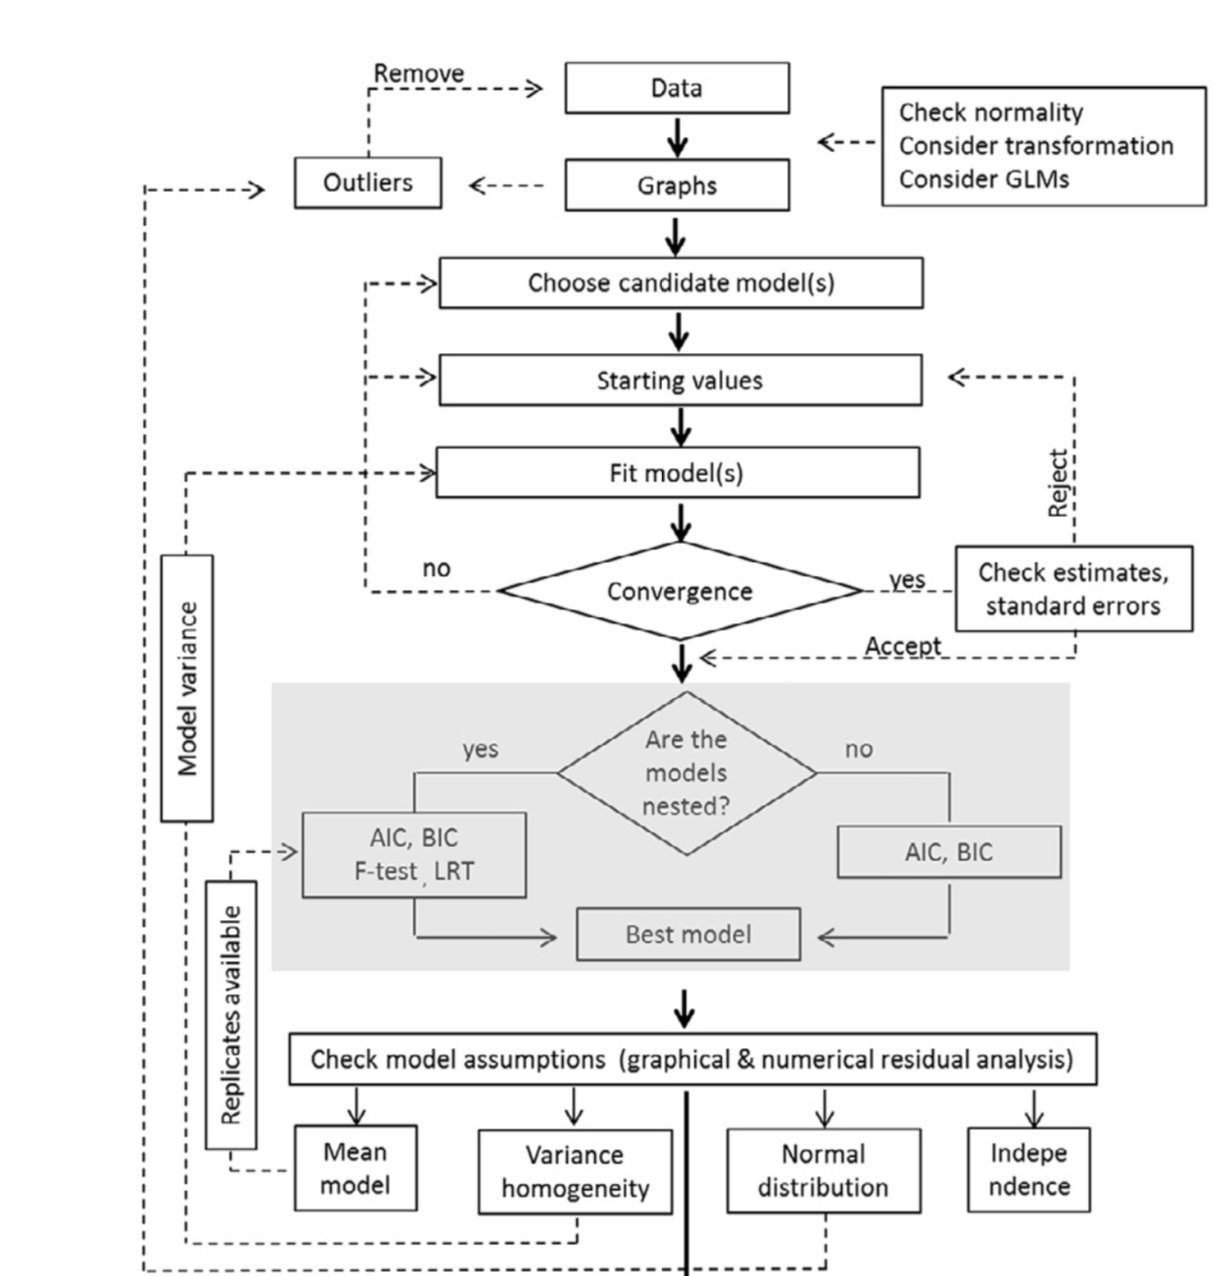 Remove
Data
Check normality
Consider transformation
Consider GLMs
Outliers
Graphs
Choose candidate model(s)
Starting values
Reject
Fit model(s)
no
Convergence
yes
Check estimates,
standard errors
Accept
Model variance
yes
Are the
models
nested?
no
AIC, BIC
F-test , LRT
AIC, BIC
Best model
Replicates available
Check model assumptions (graphical & numerical residual analysis)
Mean
model
Variance
homogeneity
Normal
distribution
Indepe
ndence